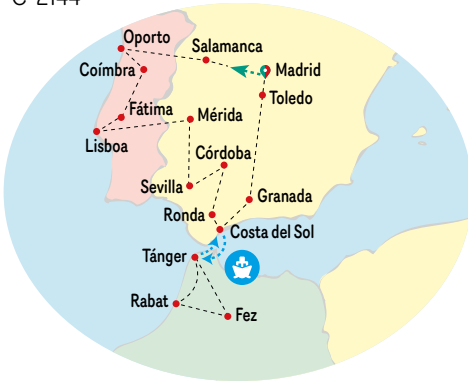 C-2144
Oporto
Salamanca
Coímbra
Madrid
Toledo
Fátima
Mérida
Lisboa
Córdoba
Sevilla
Granada
Ronda
Costa del Sol
Tánger
Rabat
Fez